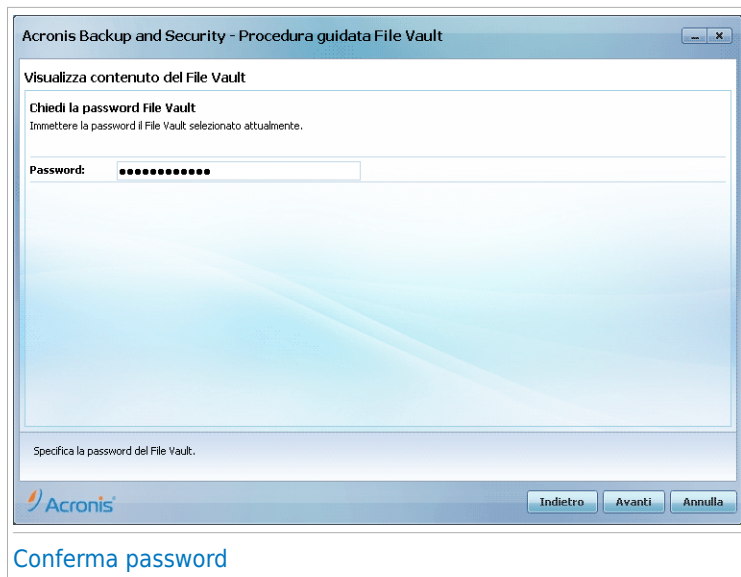 Acronis Backup and Security - Procedura guidata File Vault
Visualizza contenuto del File Vault
Chiedi la password File Vault
Immettere la password il File Vault selezionato attualmente.
Password: ●●●●●●●●●●●●
Specifica la password del File Vault.
Acronis
Indietro Avanti Annulla
Conferma password